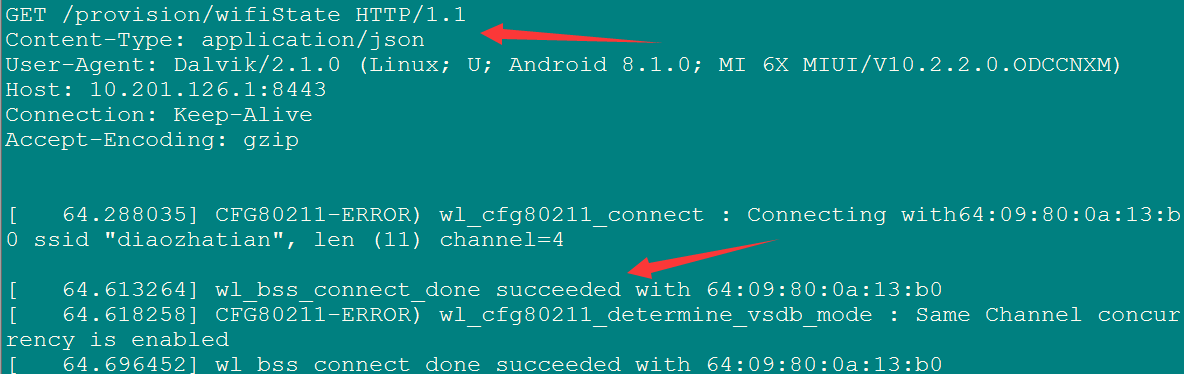 GET /provision/wifiState HTTP/1.1
Content-Type: application/json
User-Agent: Dalvik/2.1.0 (Linux; U; Android 8.1.0; MI 6X MIUI/V10.2.2.0.ODCCNXM)
Host: 10.201.126.1:8443
Connection: Keep-Alive
Accept-Encoding: gzip
[   64.288035] CFG80211-ERROR) wl_cfg80211_connect : Connecting with64:09:80:0a:13:b
0 ssid "diaozhatian", len (11) channel=4
[   64.613264] wl_bss_connect_done succeeded with 64:09:80:0a:13:b0
[   64.618258] CFG80211-ERROR) wl_cfg80211_determine_vsdb_mode : Same Channel concur
rency is enabled
[   64.696452] wl_bss_connect_done succeeded with 64:09:80:0a:13:b0